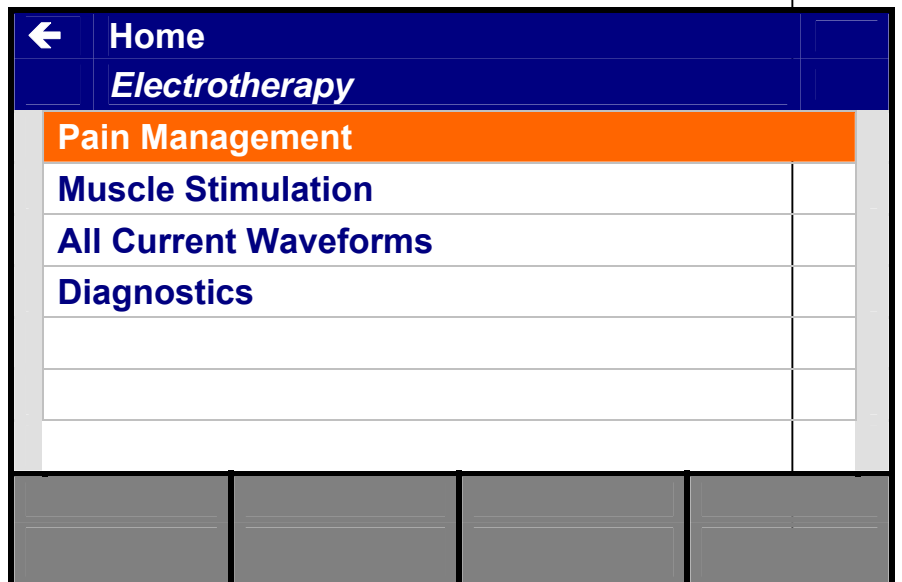 ← Home
Electrotherapy
Pain Management
Muscle Stimulation
All Current Waveforms
Diagnostics